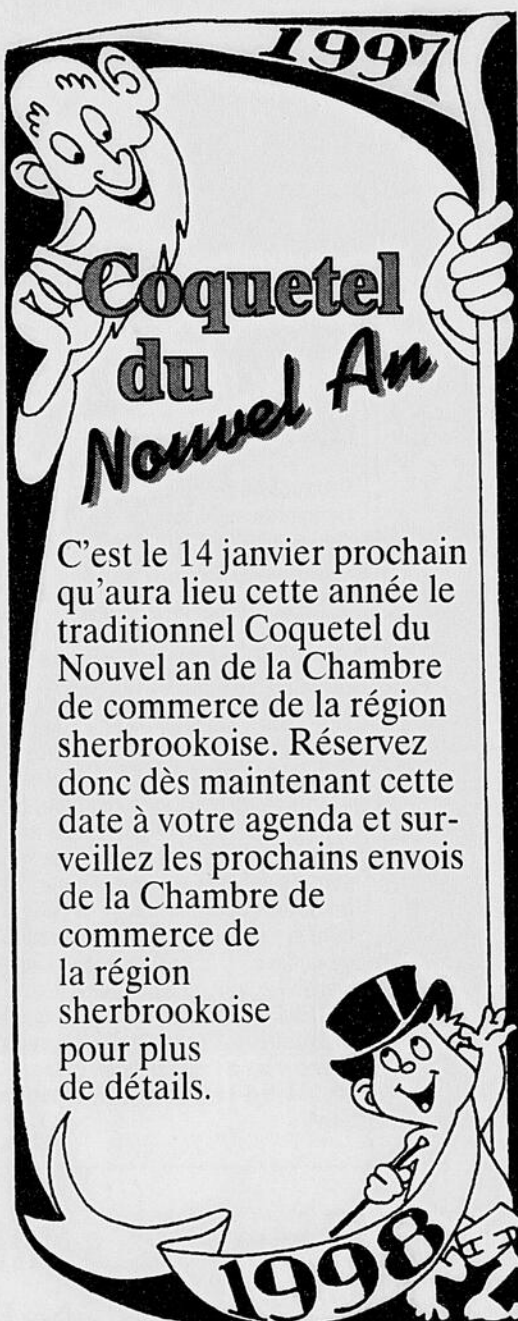 1997
Coquetel
du
Nouvel An
C'est le 14 janvier prochain
qu'aura lieu cette année le
traditionnel Coquetel du
Nouvel an de la Chambre
de commerce de la région
sherbrookoise. Réservez
donc dès maintenant cette
date à votre agenda et sur-
veillez les prochains envois
de la Chambre de
commerce de
la région
sherbrookoise
pour plus
de détails.
1998